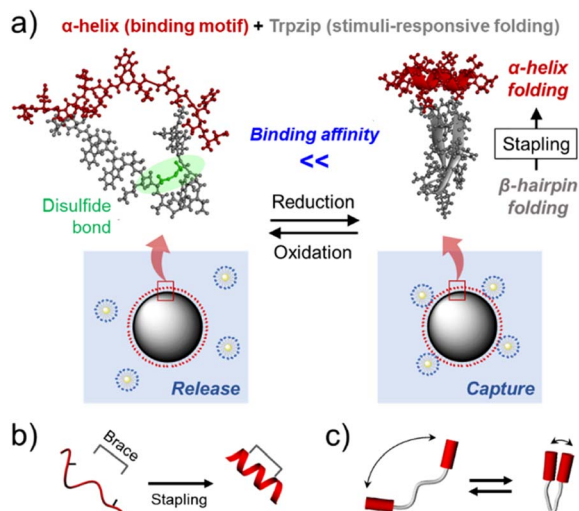 a)
α-helix (binding motif) + Trpzip (stimuli-responsive folding)
α-helix
folding
Binding affinity
<<
Stapling
Disulfide
bond
Reduction
Oxidation
β-hairpin
folding
Release
Capture
b)
Brace
Stapling
c)